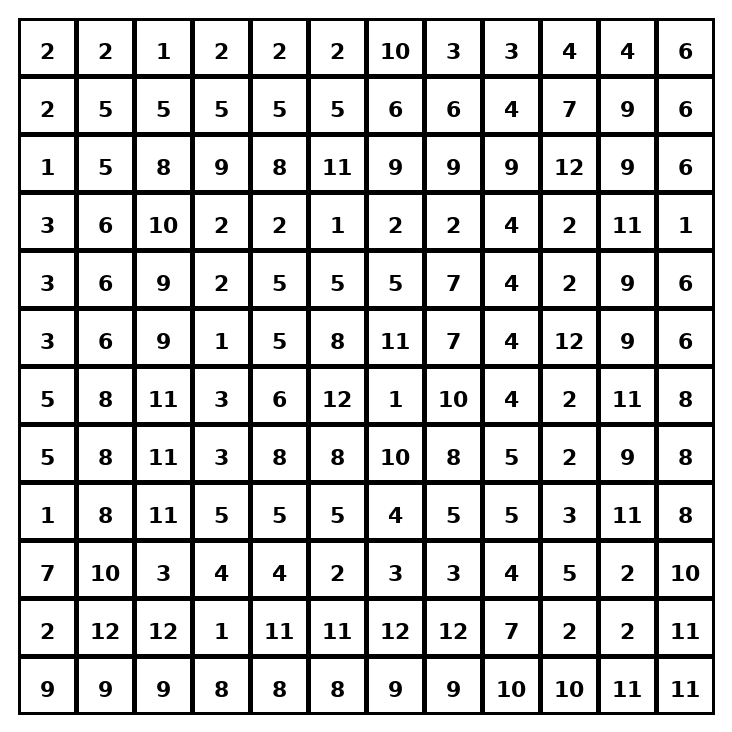 2 2 1 2 2 2 10 3 3 4 4 6
2 5 5 5 5 5 6 6 4 7 9 6
1 5 8 9 8 11 9 9 9 12 9 6
3 6 10 2 2 1 2 2 4 2 11 1
3 6 9 2 5 5 5 7 4 2 9 6
3 6 9 1 5 8 11 7 4 12 9 6
5 8 11 3 6 12 1 10 4 2 11 8
5 8 11 3 8 8 10 8 5 2 9 8
1 8 11 5 5 5 4 5 5 3 11 8
7 10 3 4 4 2 3 3 4 5 2 10
2 12 12 1 11 11 12 12 7 2 2 11
9 9 9 8 8 8 9 9 10 10 11 11